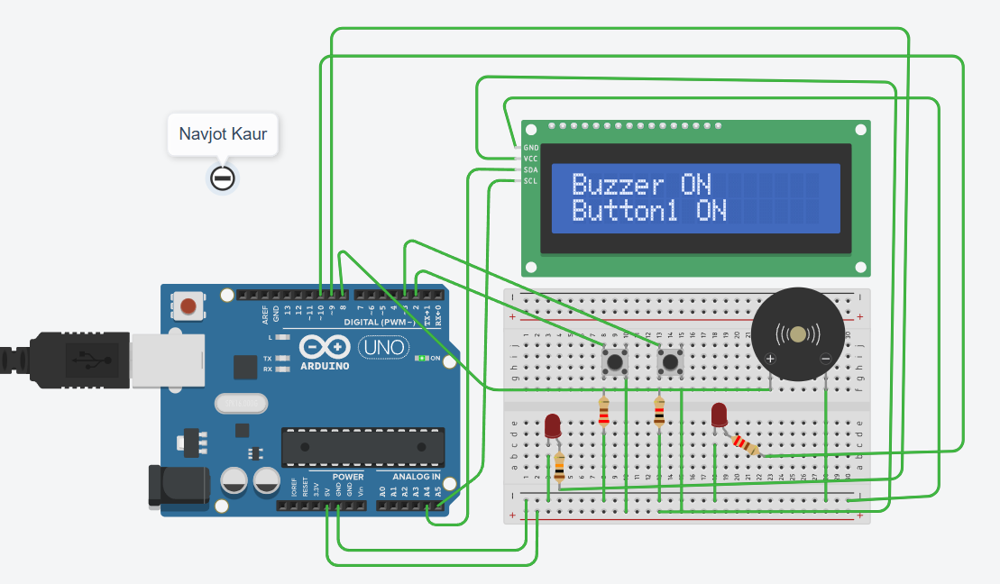 Navjot Kaur
GND
VCC
SDA
SCL
Buzzer ON
Button1 ON
AREF
GND
13
12
~11
~10
~9
8
7
~6
~5
4
~3
2
TX→1
RX←0
DIGITAL (PWM~)
L
TX
RX
UNO
ON
ARDUINO
POWER
ANALOG IN
IOREF
RESET
3.3V
5V
GND
GND
Vin
A0
A1
A2
A3
A4
A5